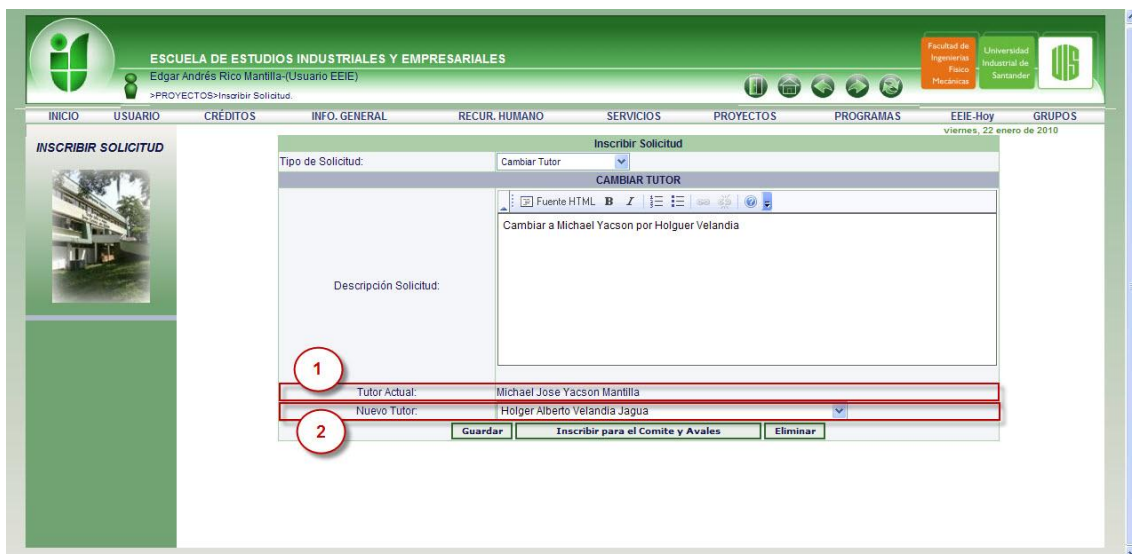 ESCUELA DE ESTUDIOS INDUSTRIALES Y EMPRESARIALES
Edgar Andrés Rico Mantilla-(Usuario EEIE)
>PROYECTOS>Inscribir Solicitud.
Facultad de
Ingenierías
Físico
Mecánicas
Universidad
Industrial de
Santander
INICIO USUARIO CRÉDITOS INFO. GENERAL RECUR. HUMANO SERVICIOS PROYECTOS PROGRAMAS EEIE-Hoy GRUPOS
viernes, 22 enero de 2010
INSCRIBIR SOLICITUD
Inscribir Solicitud
Tipo de Solicitud: Cambiar Tutor
CAMBIAR TUTOR
Fuente HTML B I
Cambiar a Michael Yacson por Holguer Velandia
Descripción Solicitud:
1
Tutor Actual: Michael Jose Yacson Mantilla
Nuevo Tutor: Holger Alberto Velandia Jagua
2
Guardar Inscribir para el Comite y Avales Eliminar